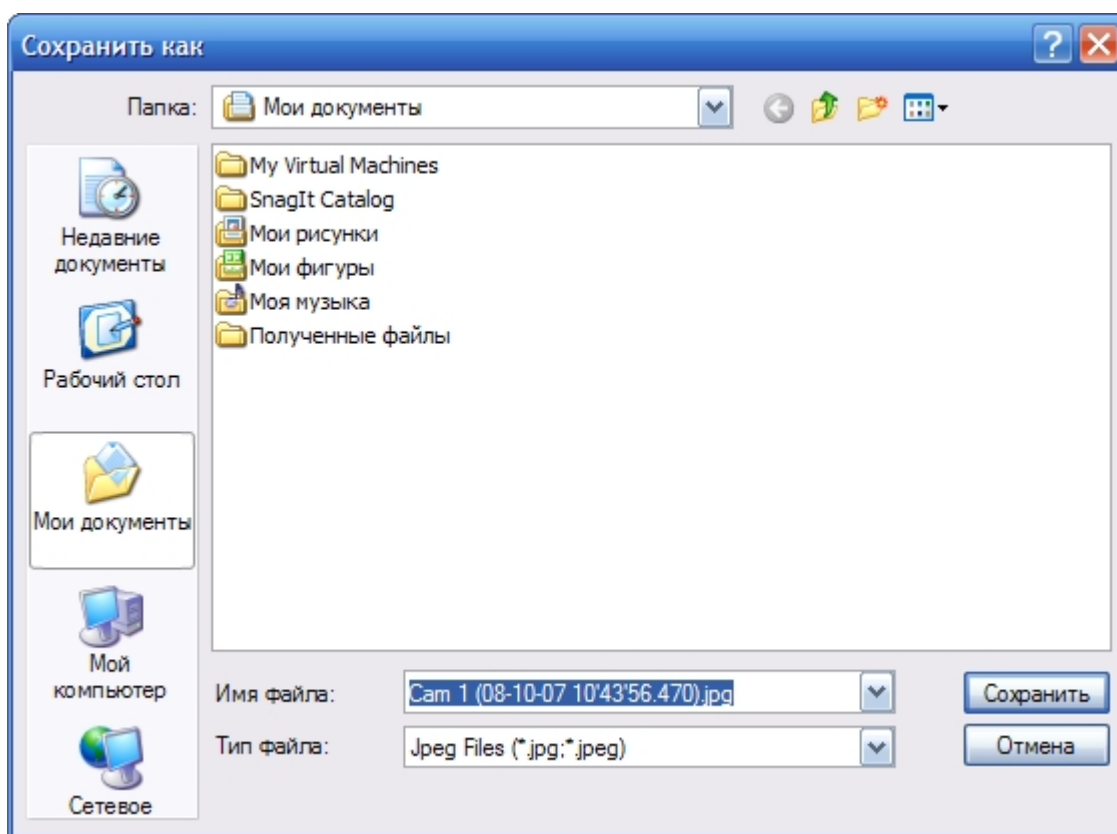 Сохранить как
Папка:
Мои документы
My Virtual Machines
SnagIt Catalog
Мои рисунки
Мои фигуры
Моя музыка
Полученные файлы
Недавние
документы
Рабочий стол
Мои документы
Мой
компьютер
Сетевое
Имя файла:
Cam 1 (08-10-07 10'43'56.470).jpg
Сохранить
Тип файла:
Jpeg Files (*.jpg;*.jpeg)
Отмена